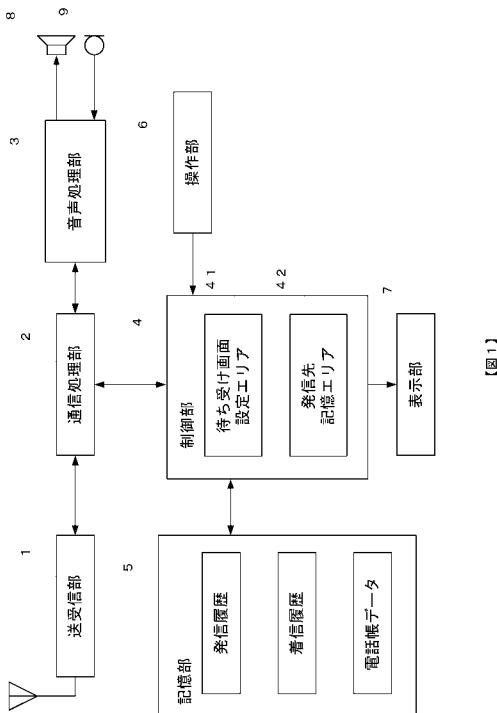 1
送受信部
2
通信処理部
3
音声処理部
8
9
5
記憶部
発信履歴
着信履歴
電話帳データ
4
制御部
41
待ち受け画面
設定エリア
42
発信先
記憶エリア
6
操作部
7
表示部
【図1】